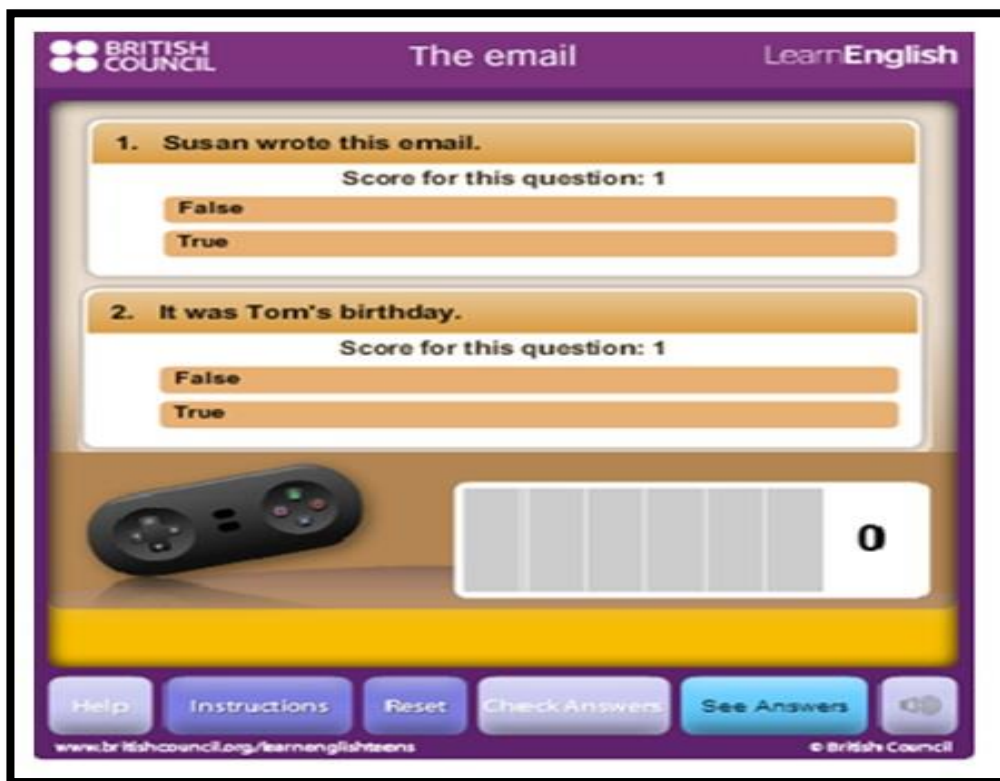 BRITISH
COUNCIL
The email
LearnEnglish
1. Susan wrote this email.
Score for this question: 1
False
True
2. It was Tom's birthday.
Score for this question: 1
False
True
0
Help
Instructions
Reset
Check Answers
See Answers
www.britishcouncil.org/learnenglishteens
© British Council